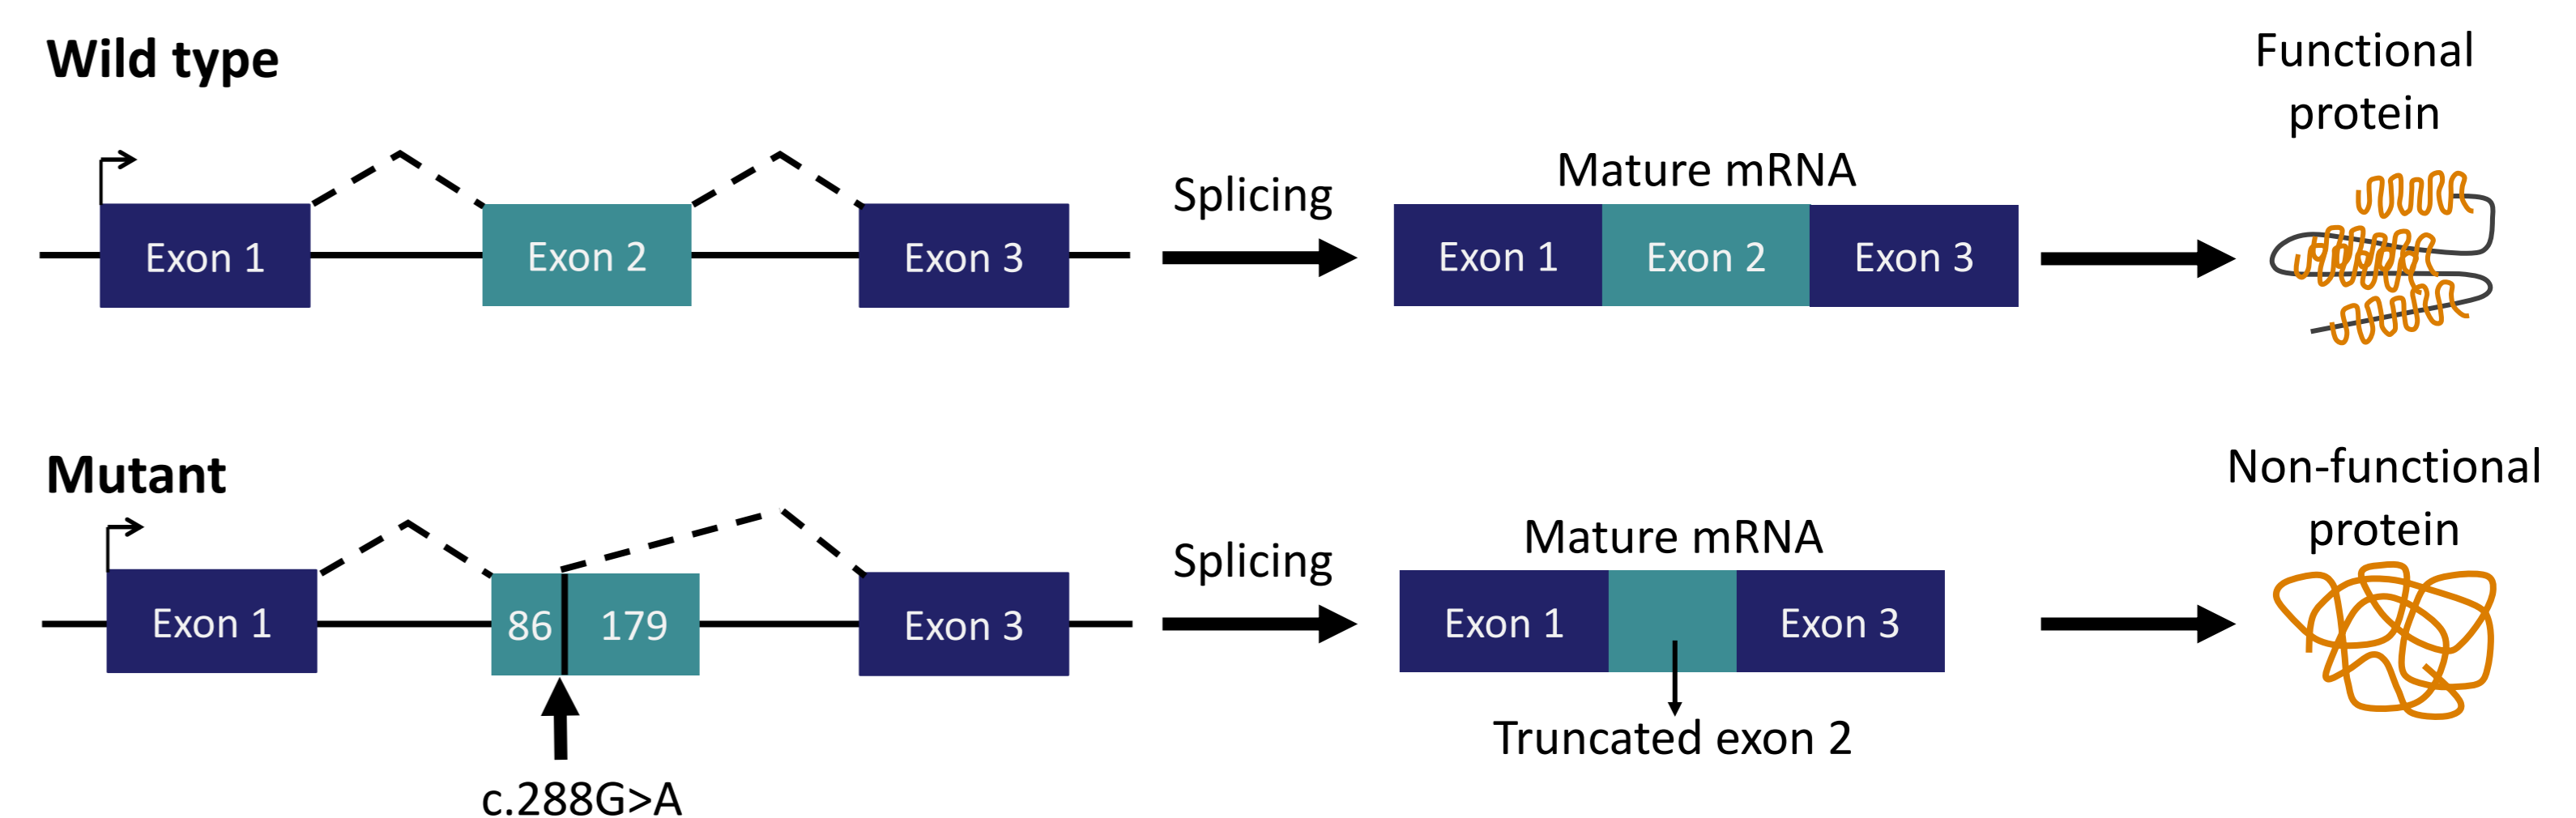 Wild type
Exon 1
Exon 2
Exon 3
Splicing
Mature mRNA
Exon 1
Exon 2
Exon 3
Functional
protein
Mutant
Exon 1
86
179
Exon 3
c.288G>A
Splicing
Mature mRNA
Exon 1
Exon 3
Truncated exon 2
Non-functional
protein